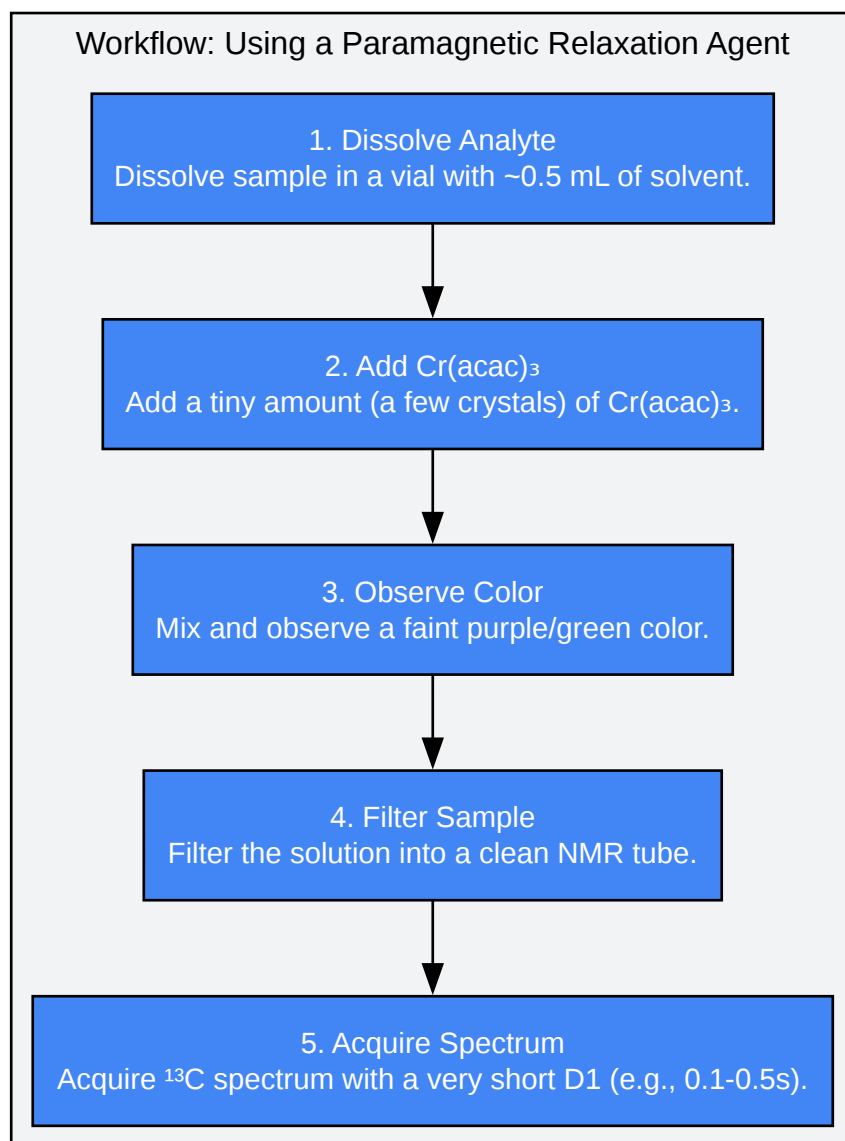 Workflow: Using a Paramagnetic Relaxation Agent
1. Dissolve Analyte
Dissolve sample in a vial with ~0.5 mL of solvent.
2. Add Cr(acac)₃
Add a tiny amount (a few crystals) of Cr(acac)₃.
3. Observe Color
Mix and observe a faint purple/green color.
4. Filter Sample
Filter the solution into a clean NMR tube.
5. Acquire Spectrum
Acquire ¹³C spectrum with a very short D1 (e.g., 0.1-0.5s).